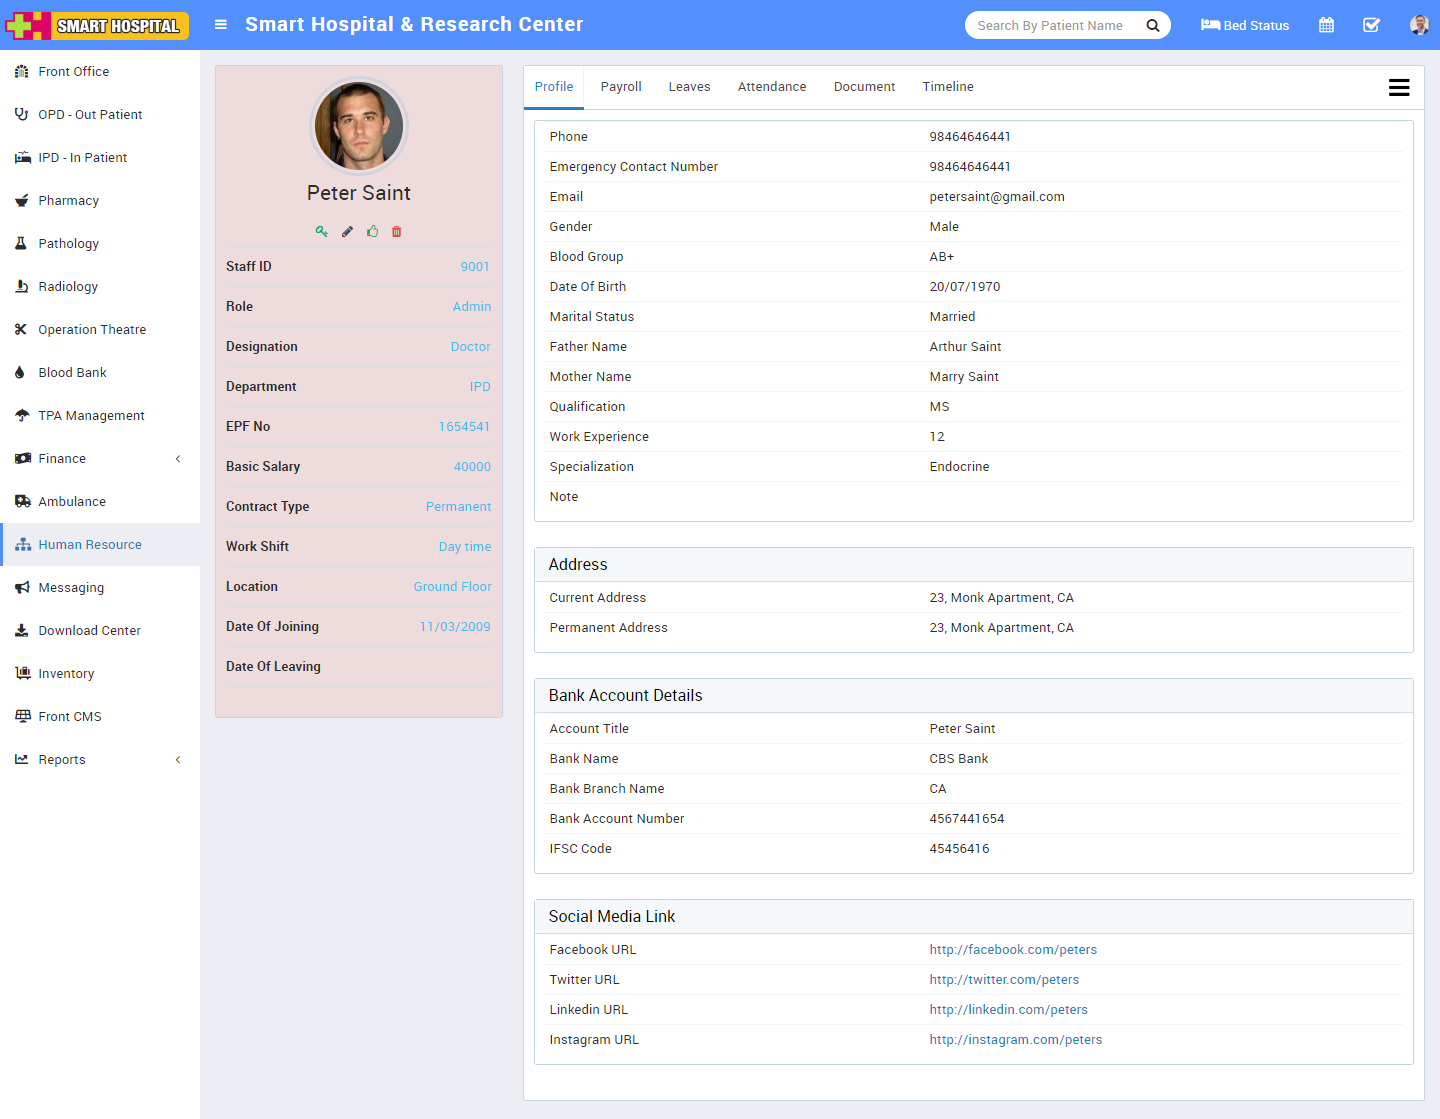 SMART HOSPITAL
Smart Hospital & Research Center
Search By Patient Name
Bed Status
Front Office
OPD - Out Patient
IPD - In Patient
Pharmacy
Pathology
Radiology
Operation Theatre
Blood Bank
TPA Management
Finance
Ambulance
Human Resource
Messaging
Download Center
Inventory
Front CMS
Reports
Peter Saint
Staff ID 9001
Role Admin
Designation Doctor
Department IPD
EPF No 1654541
Basic Salary 40000
Contract Type Permanent
Work Shift Day time
Location Ground Floor
Date Of Joining 11/03/2009
Date Of Leaving
Profile Payroll Leaves Attendance Document Timeline
Phone 98464646441
Emergency Contact Number 98464646441
Email petersaint@gmail.com
Gender Male
Blood Group AB+
Date Of Birth 20/07/1970
Marital Status Married
Father Name Arthur Saint
Mother Name Marry Saint
Qualification MS
Work Experience 12
Specialization Endocrine
Note
Address
Current Address 23, Monk Apartment, CA
Permanent Address 23, Monk Apartment, CA
Bank Account Details
Account Title Peter Saint
Bank Name CBS Bank
Bank Branch Name CA
Bank Account Number 4567441654
IFSC Code 45456416
Social Media Link
Facebook URL http://facebook.com/peters
Twitter URL http://twitter.com/peters
Linkedin URL http://linkedin.com/peters
Instagram URL http://instagram.com/peters